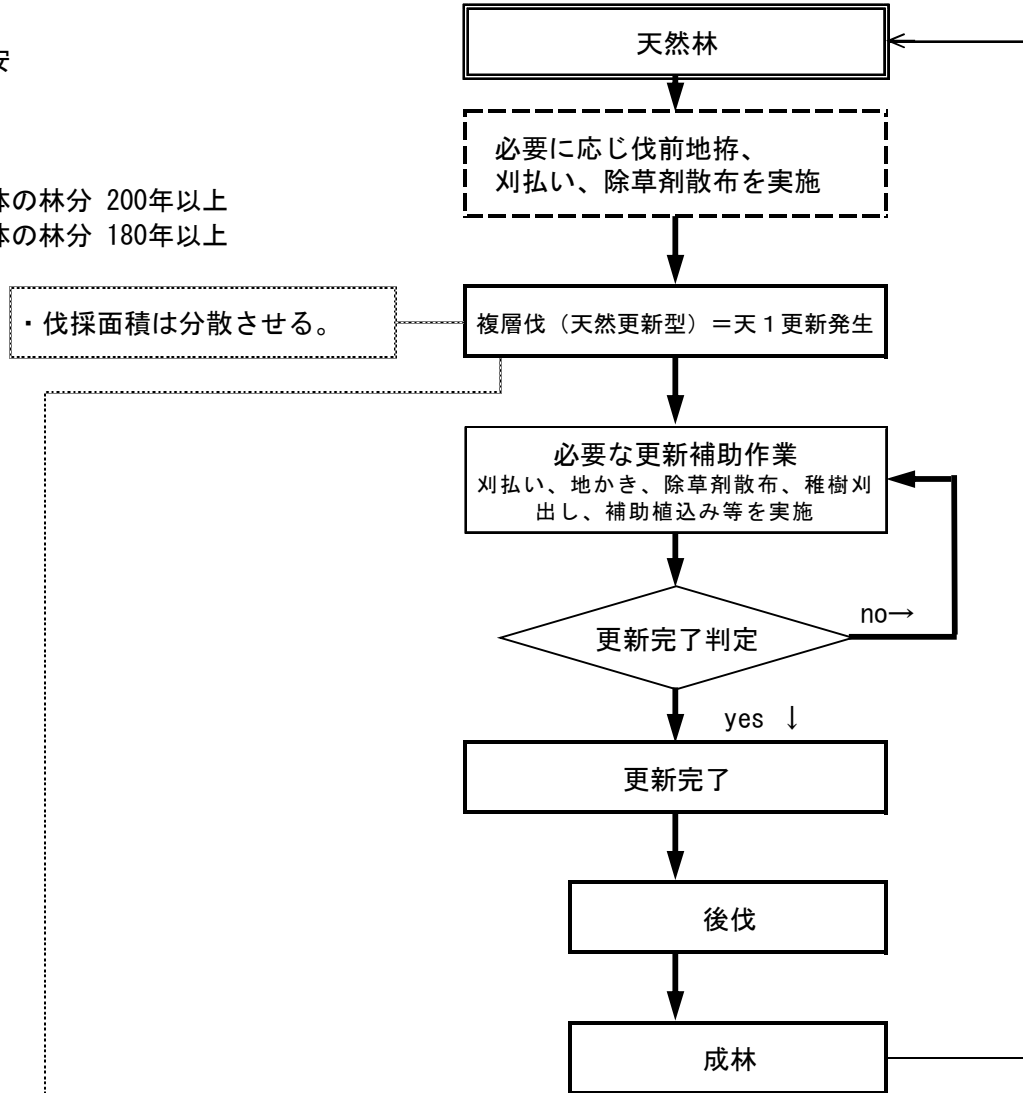 天然林
安
必要に応じ伐前地拵、
刈払い、除草剤散布を実施
体の林分 200年以上
体の林分 180年以上
・伐採面積は分散させる。
複層伐（天然更新型）＝天１更新発生
必要な更新補助作業
刈払い、地かき、除草剤散布、稚樹刈
出し、補助植込み等を実施
更新完了判定
no→
yes ↓
更新完了
後伐
成林